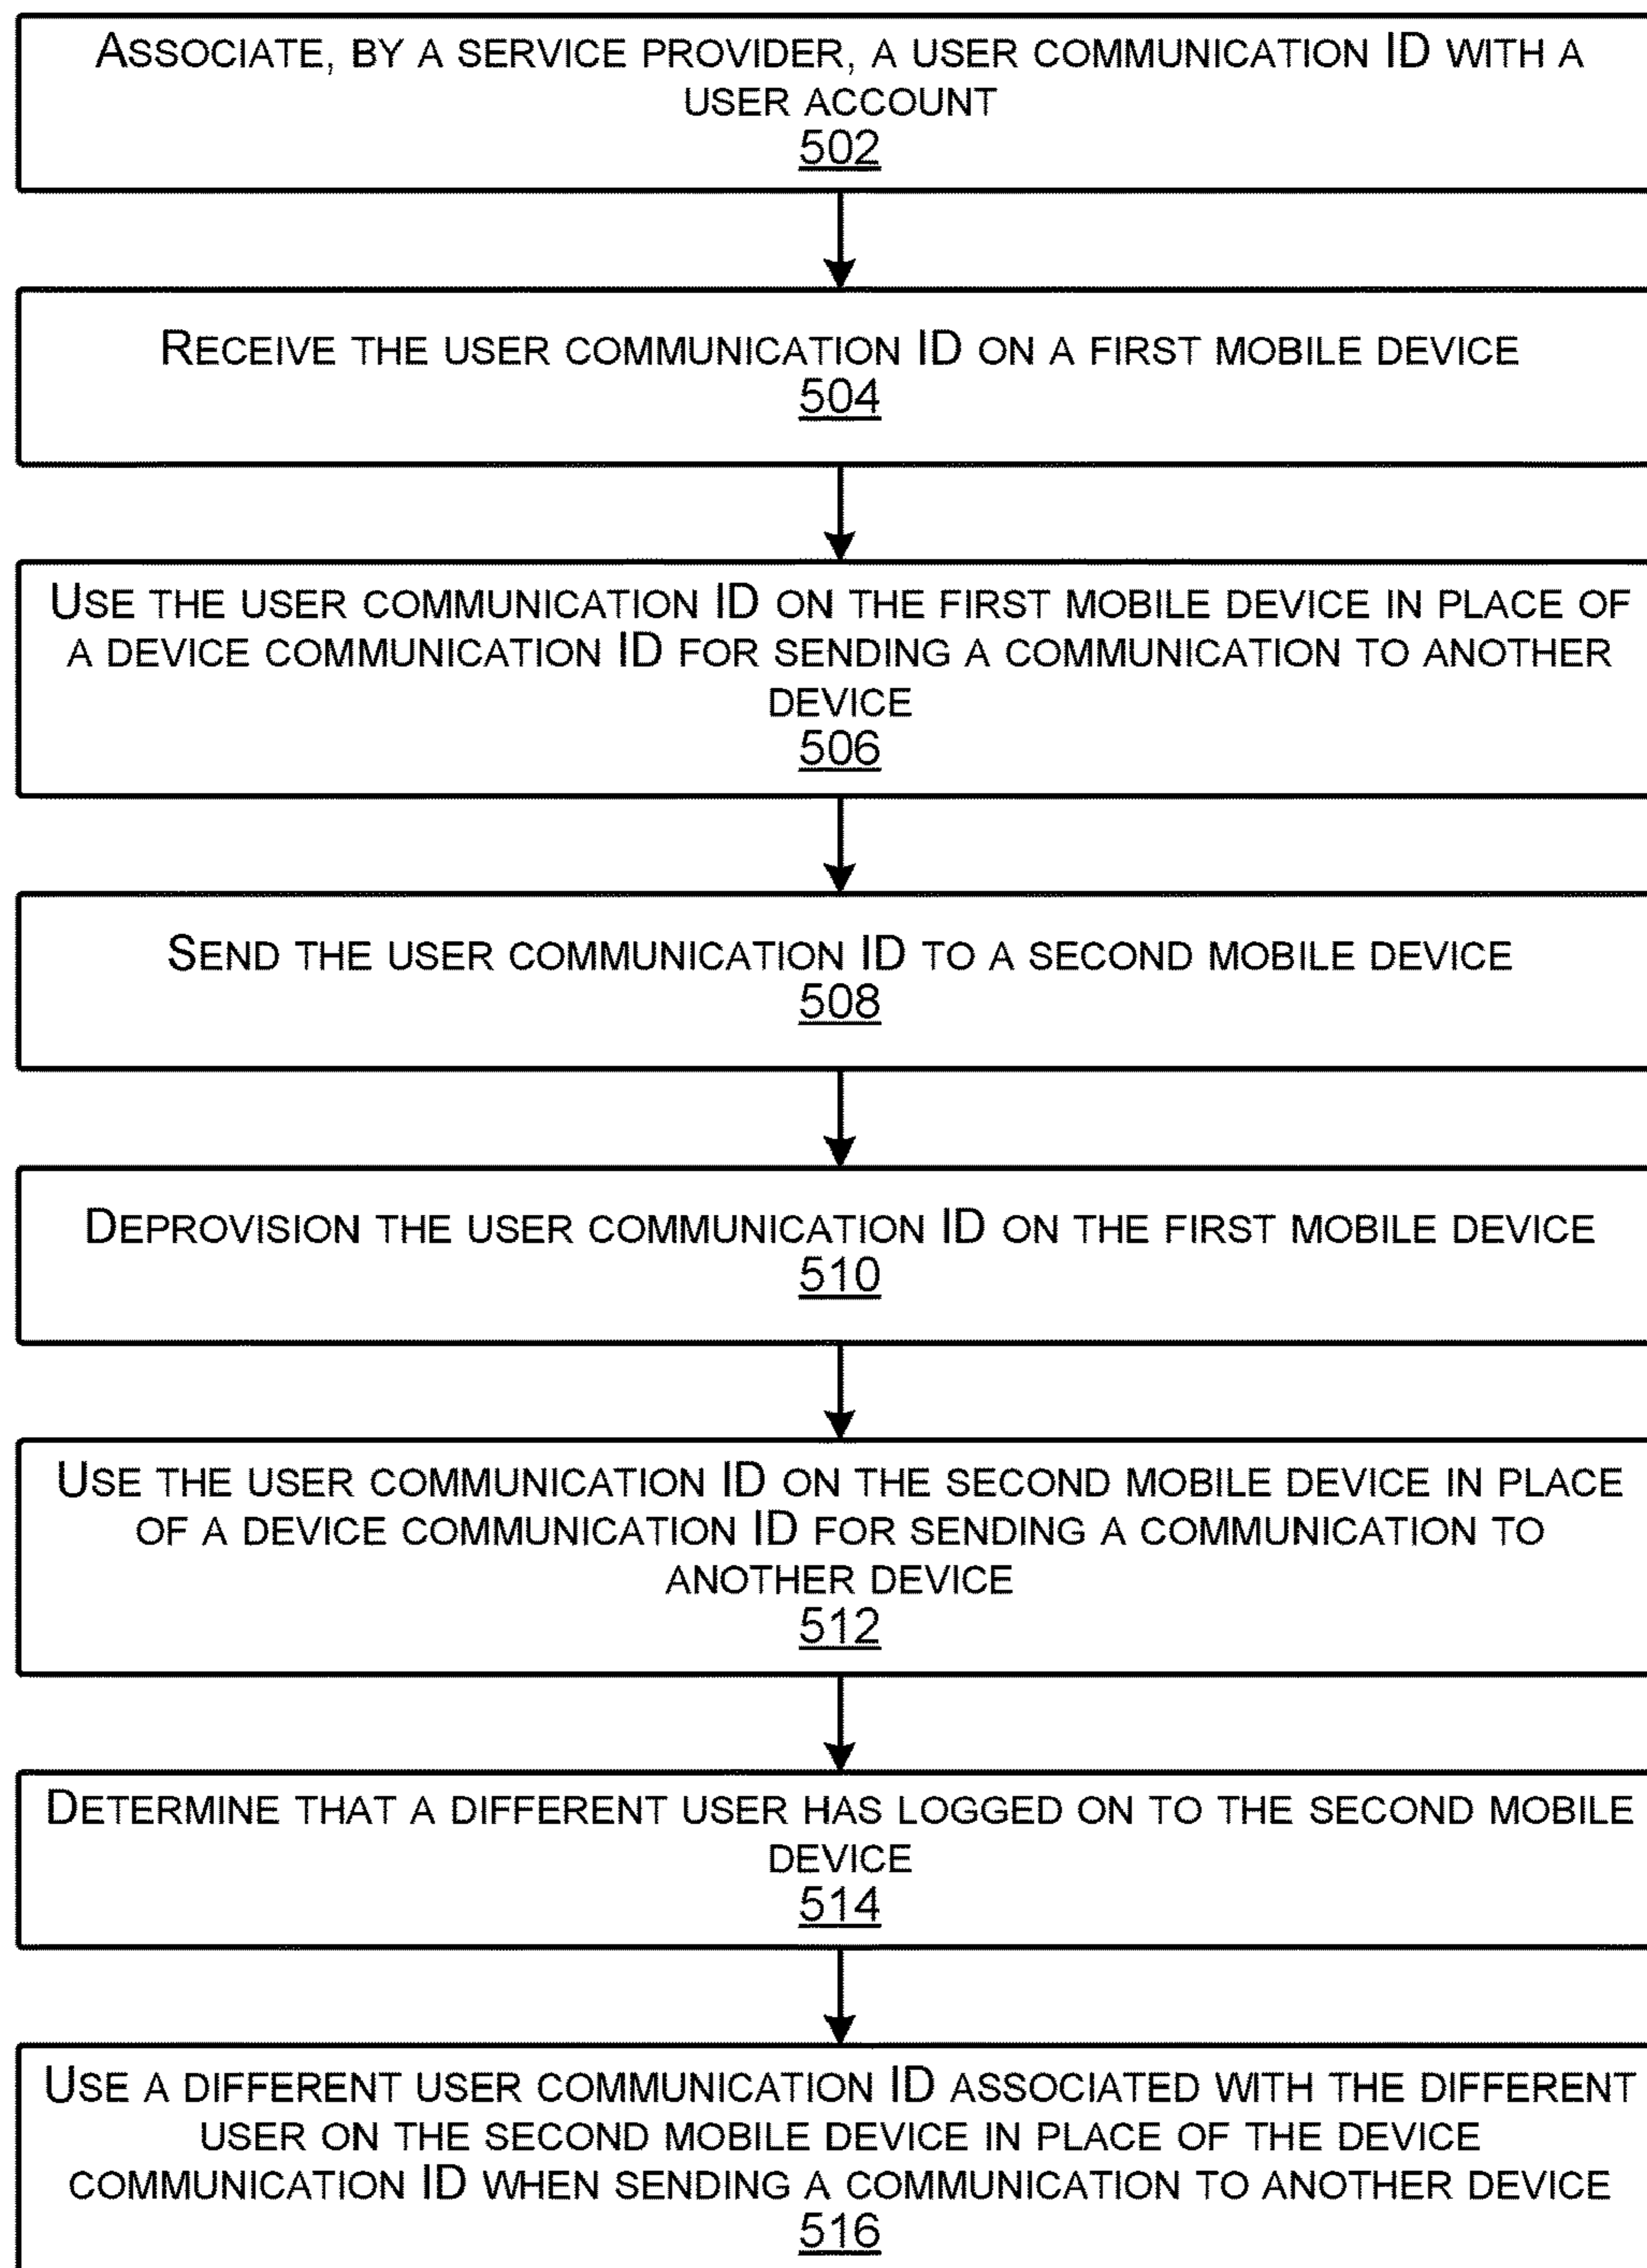 ASSOCIATE, BY A SERVICE PROVIDER, A USER COMMUNICATION ID WITH A
USER ACCOUNT
502
RECEIVE THE USER COMMUNICATION ID ON A FIRST MOBILE DEVICE
504
USE THE USER COMMUNICATION ID ON THE FIRST MOBILE DEVICE IN PLACE OF
A DEVICE COMMUNICATION ID FOR SENDING A COMMUNICATION TO ANOTHER
DEVICE
506
SEND THE USER COMMUNICATION ID TO A SECOND MOBILE DEVICE
508
DEPROVISION THE USER COMMUNICATION ID ON THE FIRST MOBILE DEVICE
510
USE THE USER COMMUNICATION ID ON THE SECOND MOBILE DEVICE IN PLACE
OF A DEVICE COMMUNICATION ID FOR SENDING A COMMUNICATION TO
ANOTHER DEVICE
512
DETERMINE THAT A DIFFERENT USER HAS LOGGED ON TO THE SECOND MOBILE
DEVICE
514
USE A DIFFERENT USER COMMUNICATION ID ASSOCIATED WITH THE DIFFERENT
USER ON THE SECOND MOBILE DEVICE IN PLACE OF THE DEVICE
COMMUNICATION ID WHEN SENDING A COMMUNICATION TO ANOTHER DEVICE
516